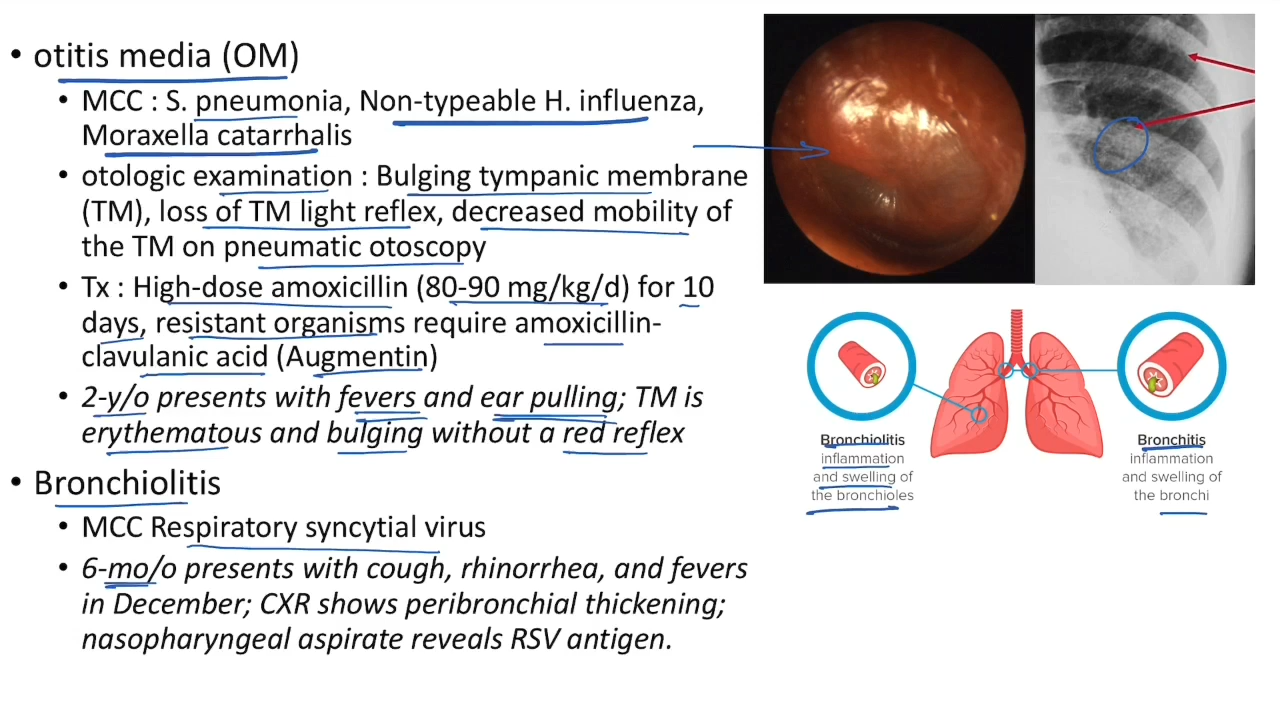 • otitis media (OM)
• MCC : S. pneumonia, Non-typeable H. influenza,
Moraxella catarrhalis
• otologic examination : Bulging tympanic membrane
(TM), loss of TM light reflex, decreased mobility of
the TM on pneumatic otoscopy
• Tx : High-dose amoxicillin (80-90 mg/kg/d) for 10
days, resistant organisms require amoxicillin-
clavulanic acid (Augmentin)
• 2-y/o presents with fevers and ear pulling; TM is
erythematous and bulging without a red reflex
• Bronchiolitis
• MCC Respiratory syncytial virus
• 6-mo/o presents with cough, rhinorrhea, and fevers
in December; CXR shows peribronchial thickening;
nasopharyngeal aspirate reveals RSV antigen.
Bronchiolitis
inflammation
and swelling of
the bronchioles
Bronchitis
inflammation
and swelling of
the bronchi